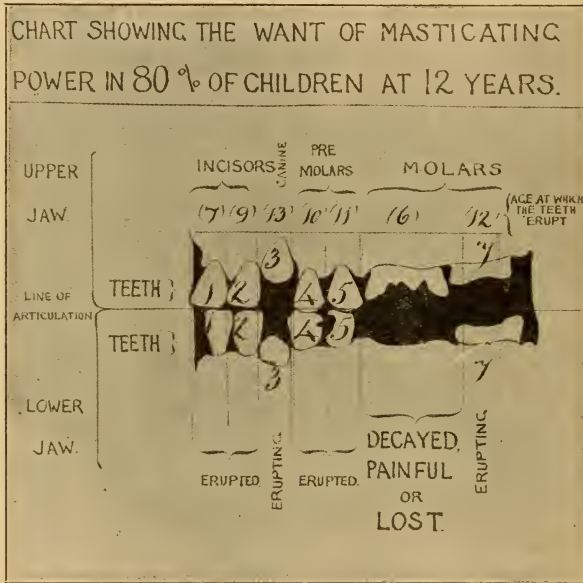 CHART SHOWING THE WANT OF MASTICATING
POWER IN 80 % OF CHILDREN AT 12 YEARS.
UPPER
JAW.
INCISORS
CANINE
PRE
MOLARS
MOLARS
(7) (9) (13) (10) (11) (6) (12)
(AGE AT WHICH
THE TEETH
ERUPT
TEETH }
1 2 3 4 5 7
LINE OF
ARTICULATION
TEETH }
1 2 3 4 5 7
LOWER
JAW.
ERUPTED.
ERUPTING.
ERUPTED.
DECAYED,
PAINFUL
OR
LOST.
ERUPTING.